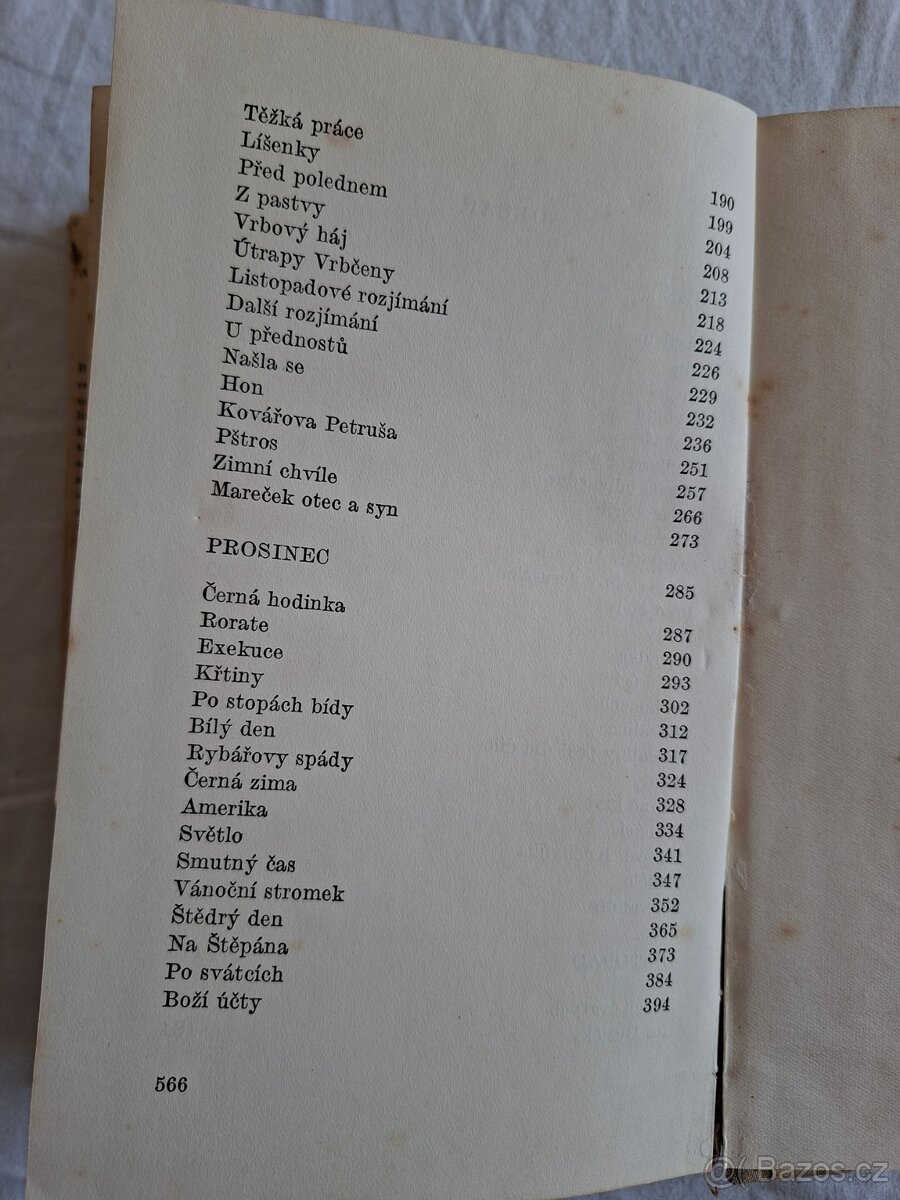 Těžká práce 190
Líšenky 199
Před polednem 204
Z pastvy 208
Vrbový háj 213
Útrapy Vrbčeny 218
Listopadové rozjímání 224
Další rozjímání 226
U přednostů 229
Našla se 232
Hon 236
Kovářova Petruša 251
Pštros 257
Zimní chvíle 266
Mareček otec a syn 273
PROSINEC 285
Černá hodinka 287
Rorate 290
Exekuce 293
Křtiny 302
Po stopách bídy 312
Bílý den 317
Rybářovy spády 324
Černá zima 328
Amerika 334
Světlo 341
Smutný čas 347
Vánoční stromek 352
Štědrý den 365
Na Štěpána 373
Po svátcích 384
Boží účty 394
566
Bazos.cz